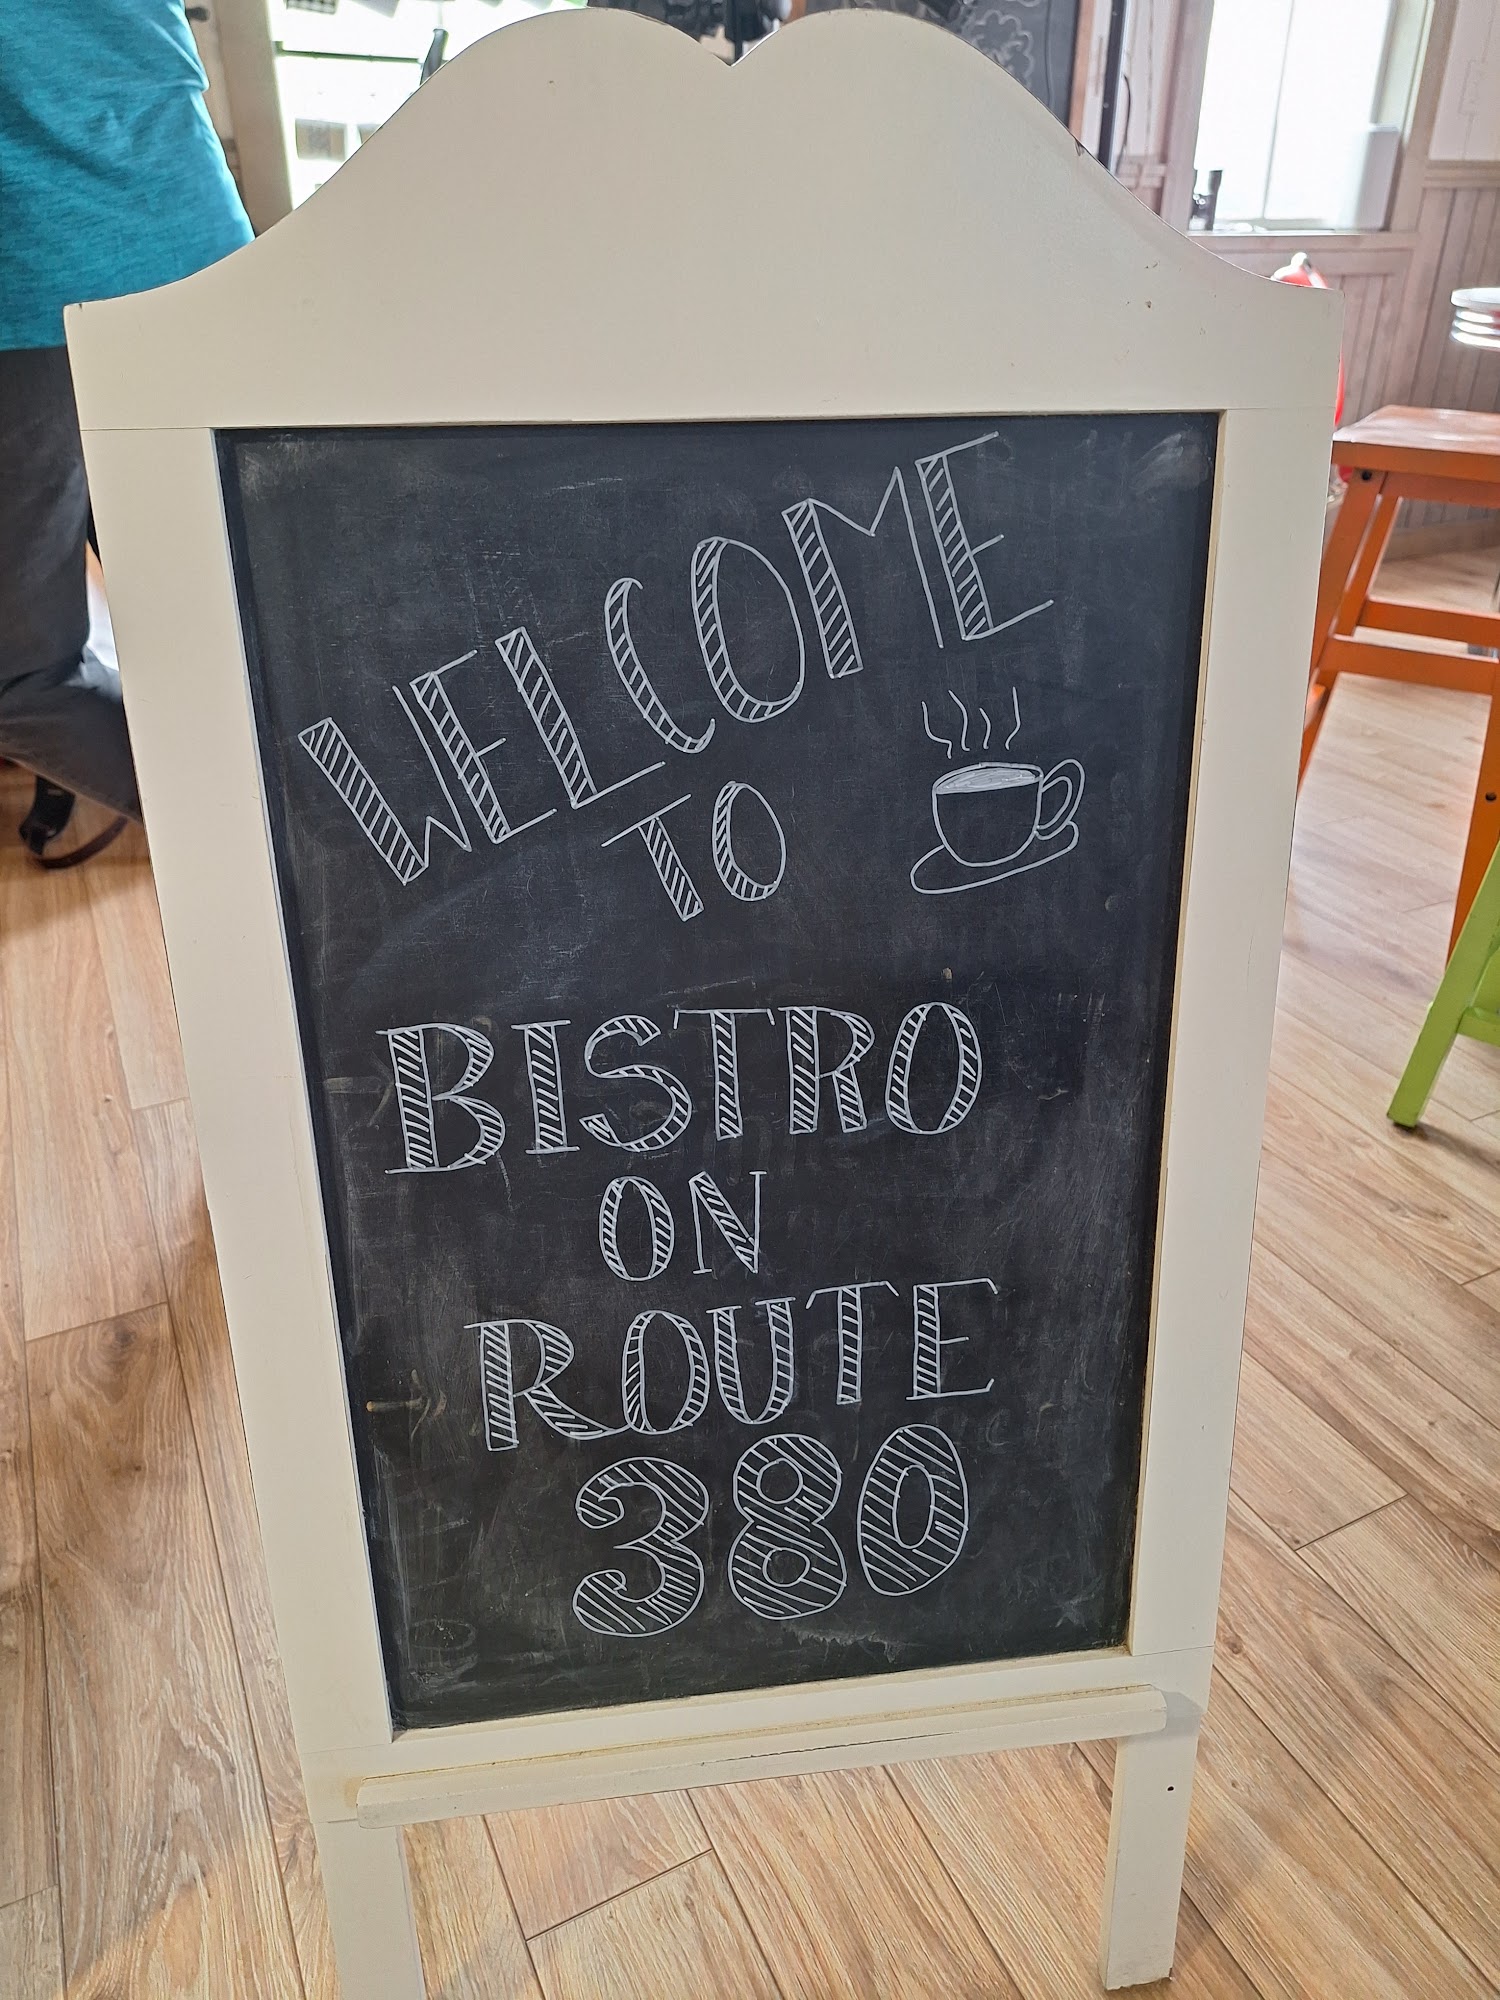 WELCOME
TO
BISTRO
ON
ROUTE
380